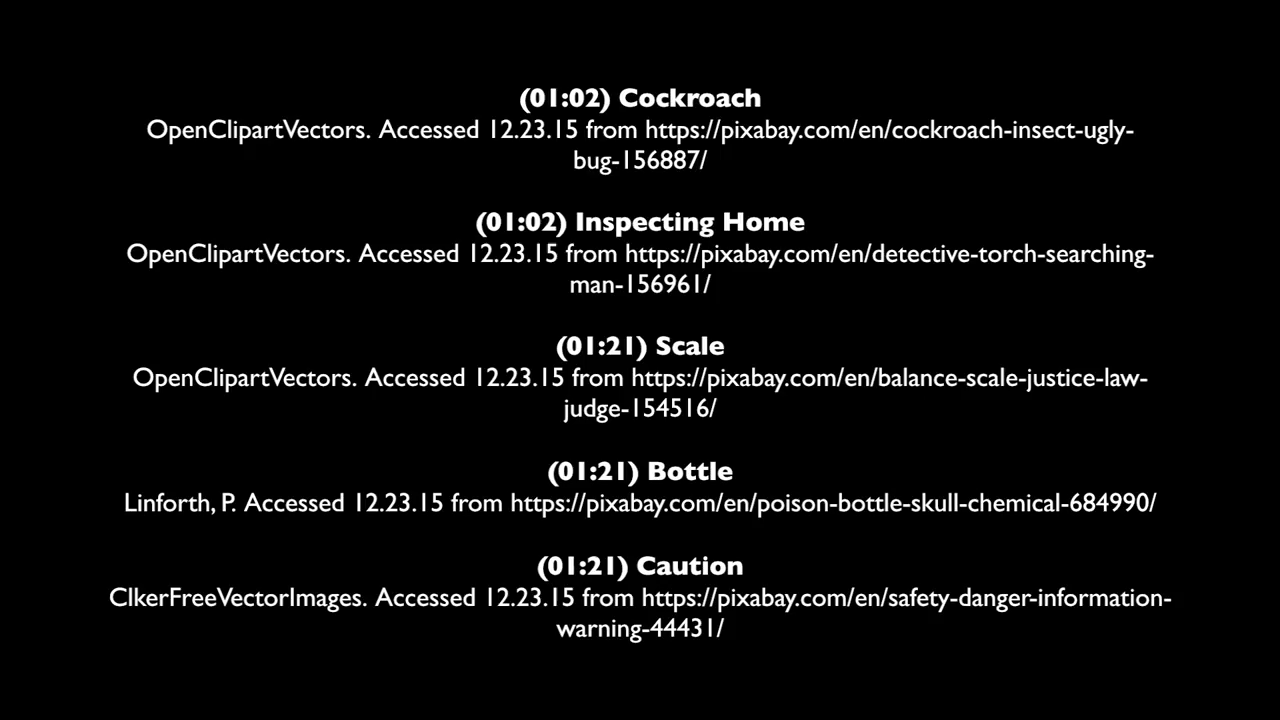 (01:02) Cockroach
OpenClipartVectors. Accessed 12.23.15 from https://pixabay.com/en/cockroach-insect-ugly-
bug-156887/
(01:02) Inspecting Home
OpenClipartVectors. Accessed 12.23.15 from https://pixabay.com/en/detective-torch-searching-
man-156961/
(01:21) Scale
OpenClipartVectors. Accessed 12.23.15 from https://pixabay.com/en/balance-scale-justice-law-
judge-154516/
(01:21) Bottle
Linforth, P. Accessed 12.23.15 from https://pixabay.com/en/poison-bottle-skull-chemical-684990/
(01:21) Caution
ClkerFreeVectorImages. Accessed 12.23.15 from https://pixabay.com/en/safety-danger-information-
warning-44431/